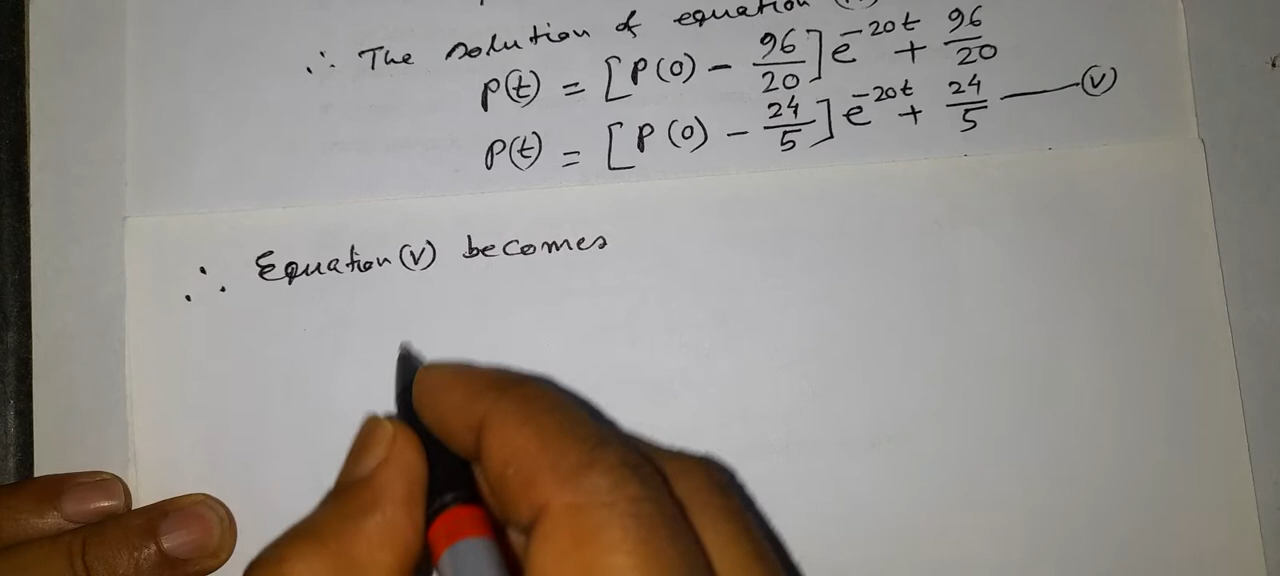 ∴ The solution of equation
P(t) = [P(0) − 96/20] e^{−20t} + 96/20
P(t) = [P(0) − 24/5] e^{−20t} + 24/5 —— (V)
∴ Equation (V) becomes